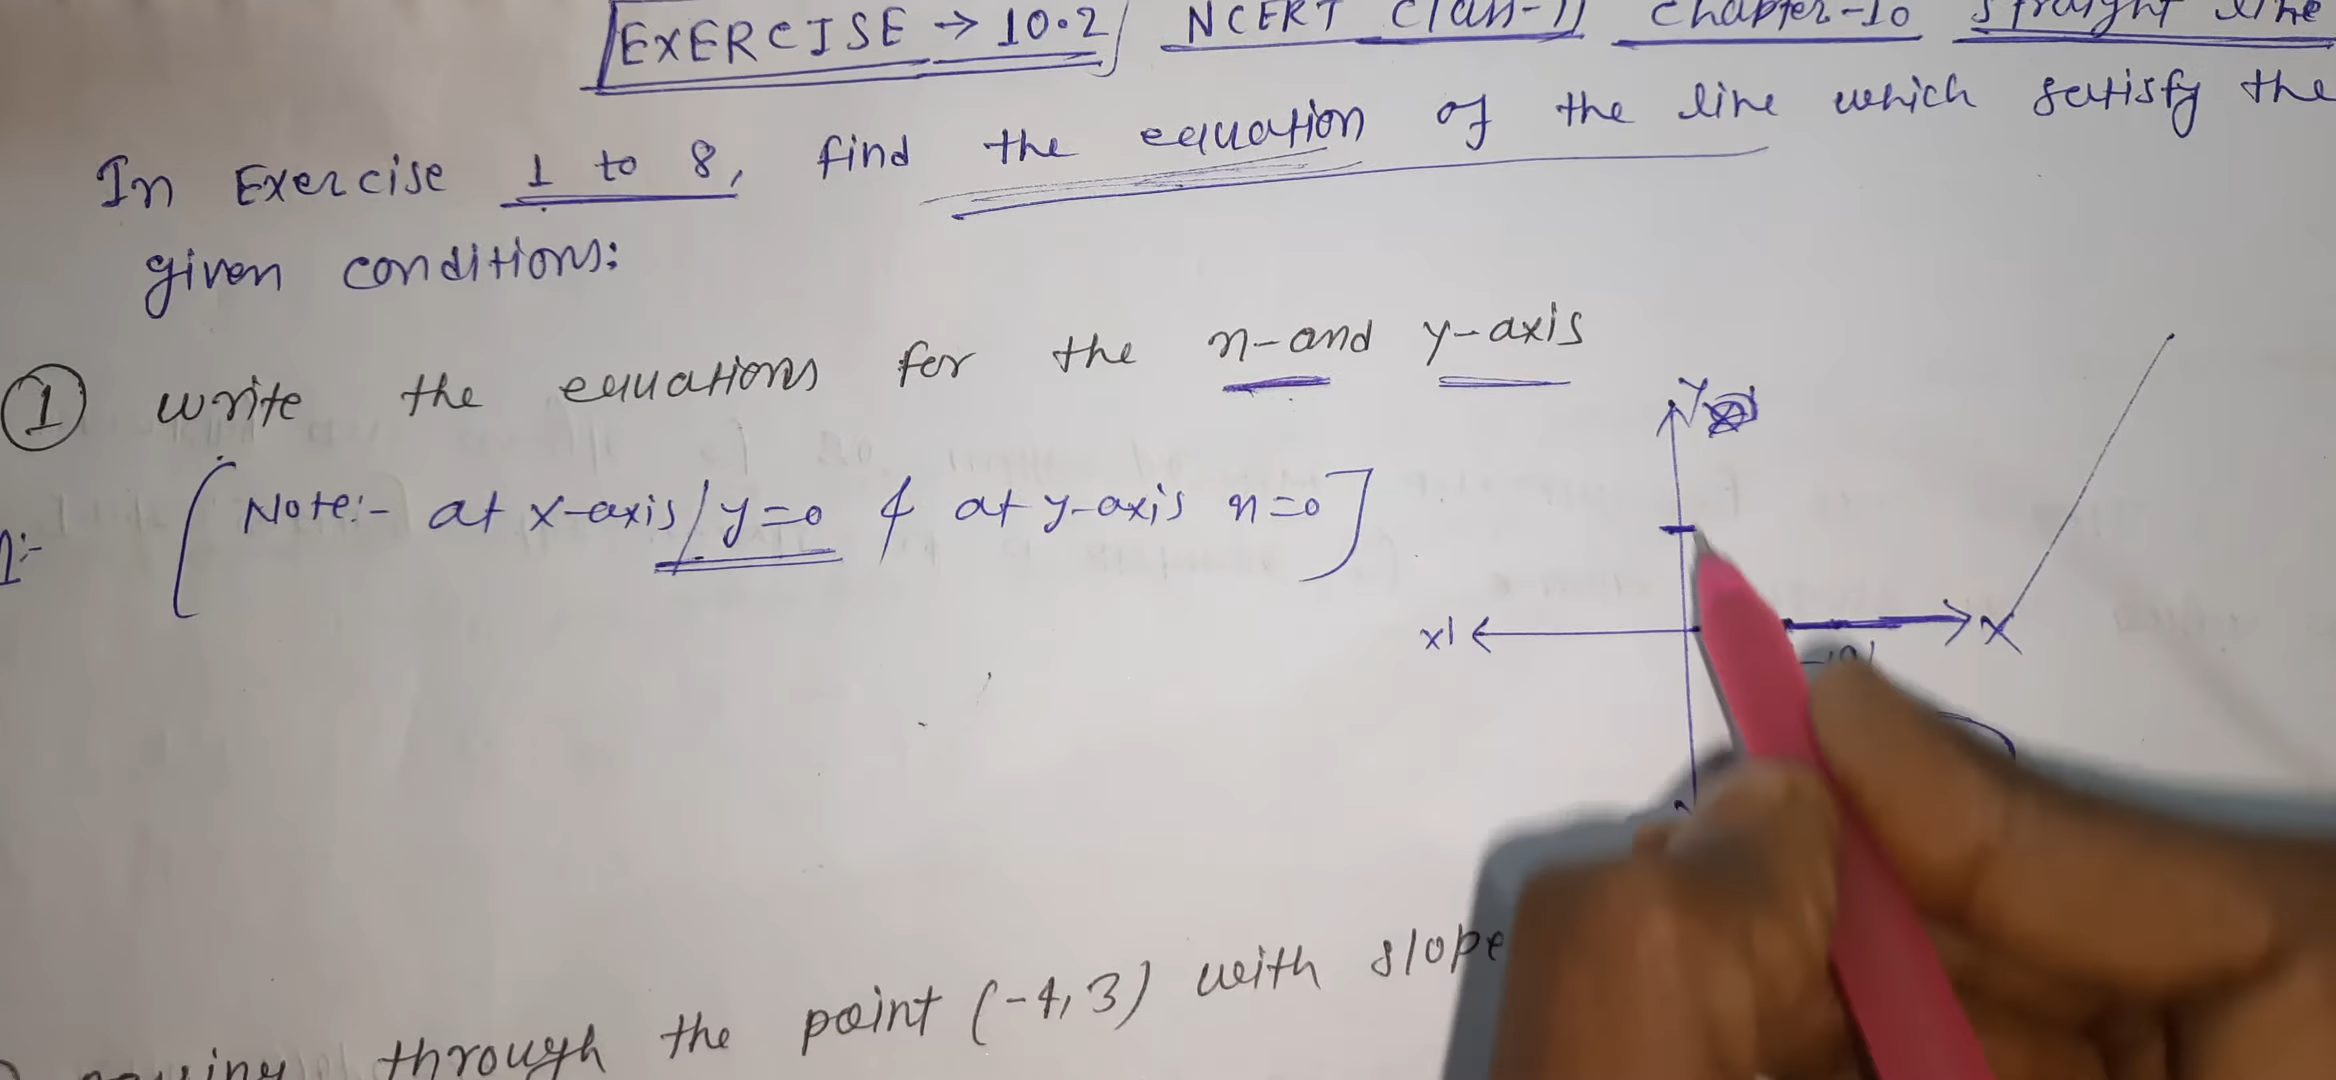 EXERCISE → 10.2 NCERT Class-11 Chapter-10 Straight line
In Exercise 1 to 8, find the equation of the line which satisfy the
given conditions:
① write the equations for the x-and y-axis
[Note:- at x-axis/y=0 & at y-axis x=0]
Y
X' X
through the point (-4,3) with slope